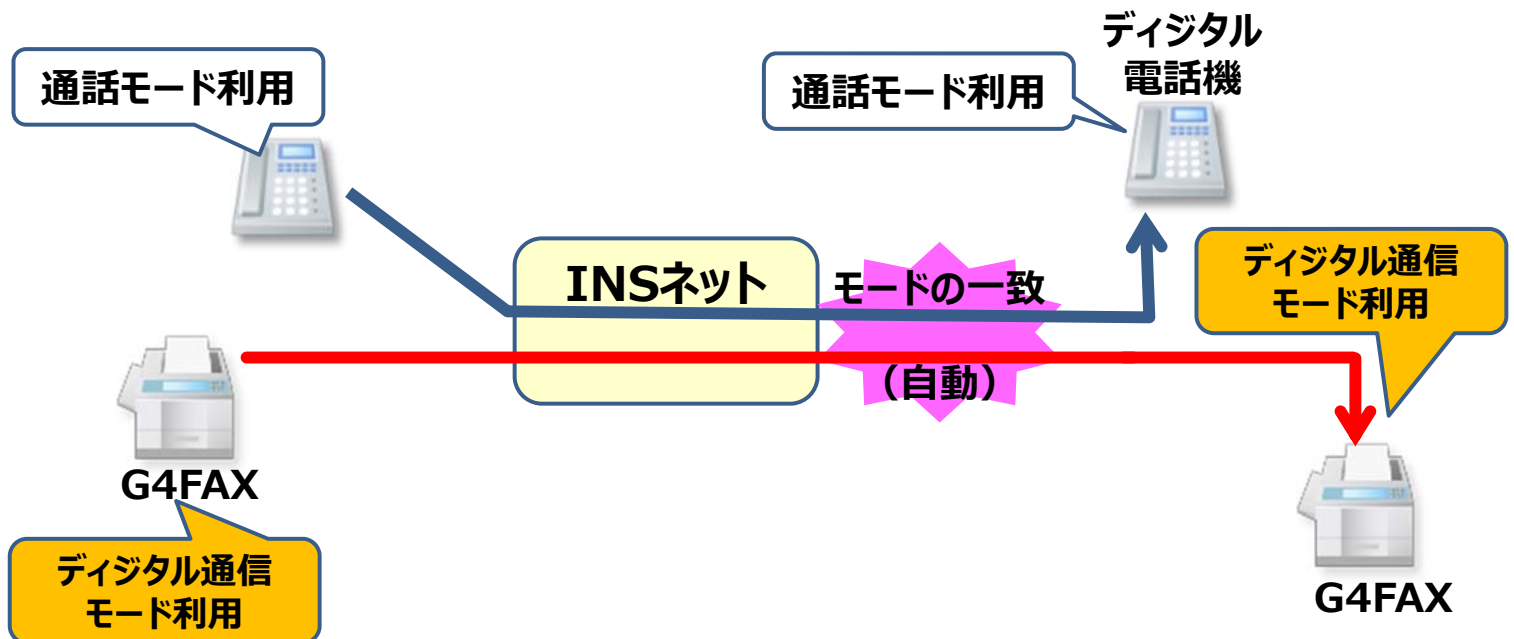 ディジタル
電話機
通話モード利用
通話モード利用
INSネット
モードの一致
（自動）
ディジタル通信
モード利用
G4FAX
ディジタル通信
モード利用
G4FAX